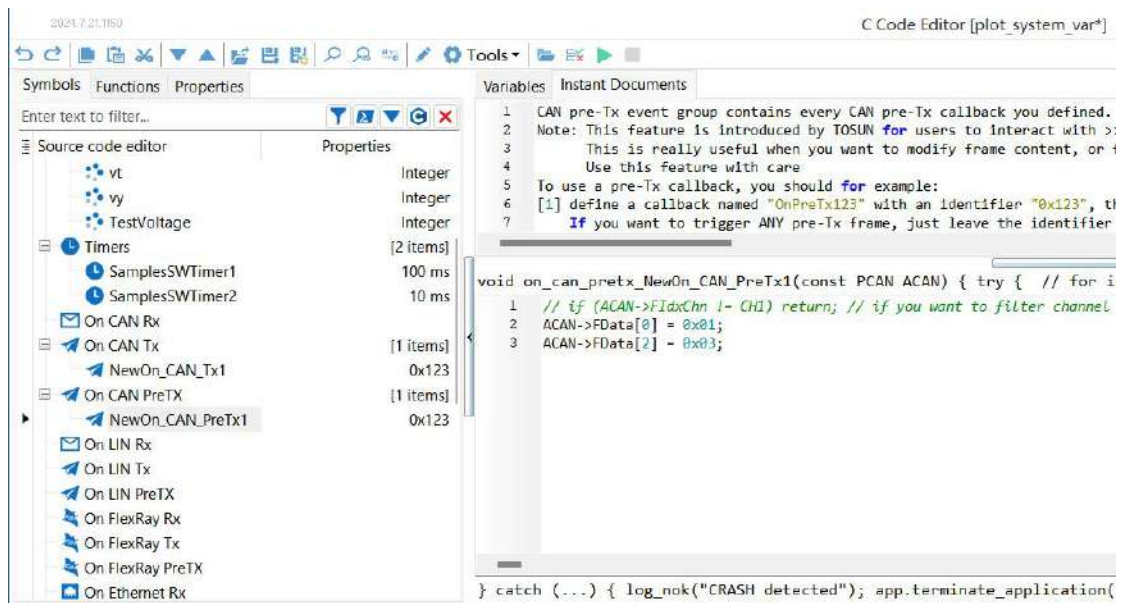 2024.7.21.1150
C Code Editor [plot_system_var*]
Tools
Symbols Functions Properties
Variables Instant Documents
Enter text to filter...
Source code editor Properties
vt Integer
vy Integer
TestVoltage Integer
Timers [2 items]
SamplesSWTimer1 100 ms
SamplesSWTimer2 10 ms
On CAN Rx
On CAN Tx [1 items]
NewOn_CAN_Tx1 0x123
On CAN PreTX [1 items]
NewOn_CAN_PreTx1 0x123
On LIN Rx
On LIN Tx
On LIN PreTX
On FlexRay Rx
On FlexRay Tx
On FlexRay PreTX
On Ethernet Rx
1 CAN pre-Tx event group contains every CAN pre-Tx callback you defined.
2 Note: This feature is introduced by TOSUN for users to interact with
3 This is really useful when you want to modify frame content, or
4 Use this feature with care
5 To use a pre-Tx callback, you should for example:
6 [1] define a callback named "OnPreTx123" with an identifier "0x123",
7 If you want to trigger ANY pre-Tx frame, just leave the identifier
void on_can_pretx_NewOn_CAN_PreTx1(const PCAN ACAN) { try { // for i
1 // if (ACAN->FIdxChn != CH1) return; // if you want to filter channel
2 ACAN->FData[0] = 0x01;
3 ACAN->FData[2] = 0x03;
} catch (...) { log_nok("CRASH detected"); app.terminate_application(